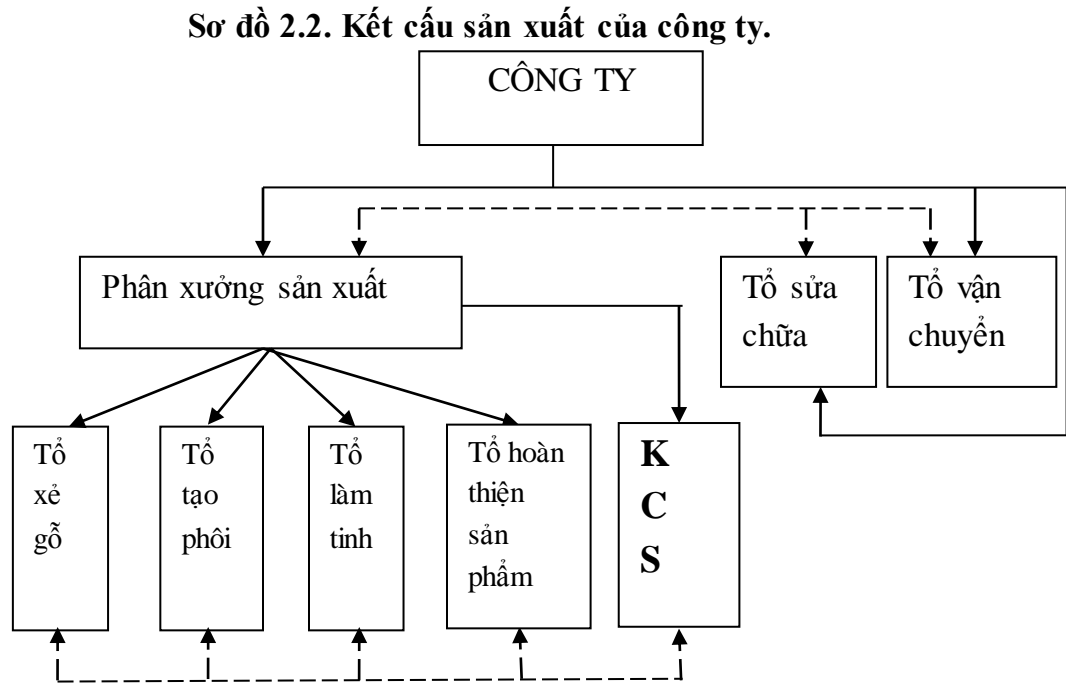 Sơ đồ 2.2. Kết cấu sản xuất của công ty.
CÔNG TY
Phân xưởng sản xuất
Tổ sửa
chữa
Tổ vận
chuyển
Tổ
xẻ
gỗ
Tổ
tạo
phôi
Tổ
làm
tinh
Tổ hoàn
thiện
sản
phẩm
K
C
S